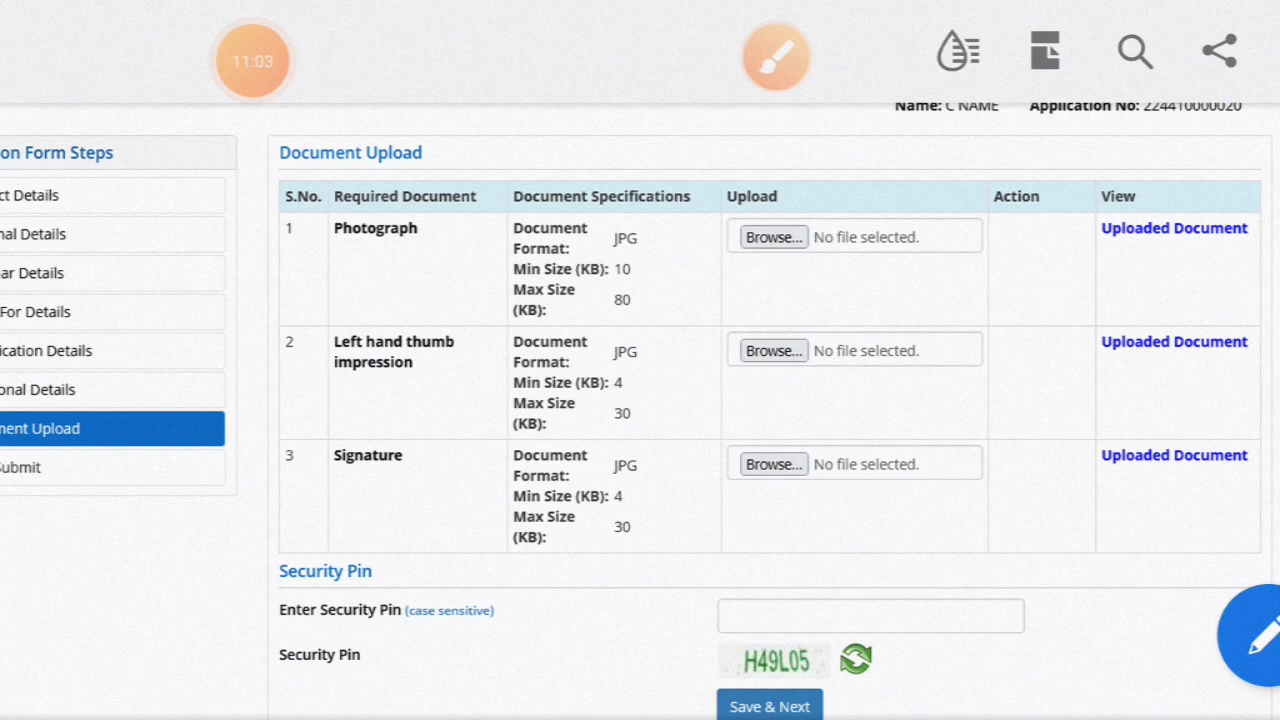 11:03
Name: C NAME Application No: 224410000020
on Form Steps
ct Details
nal Details
ar Details
For Details
ication Details
onal Details
ment Upload
Submit
Document Upload
S.No. Required Document Document Specifications Upload Action View
1 Photograph Document Format: JPG Browse... No file selected. Uploaded Document
Min Size (KB): 10
Max Size (KB): 80
2 Left hand thumb impression Document Format: JPG Browse... No file selected. Uploaded Document
Min Size (KB): 4
Max Size (KB): 30
3 Signature Document Format: JPG Browse... No file selected. Uploaded Document
Min Size (KB): 4
Max Size (KB): 30
Security Pin
Enter Security Pin (case sensitive)
Security Pin H49L05
Save & Next